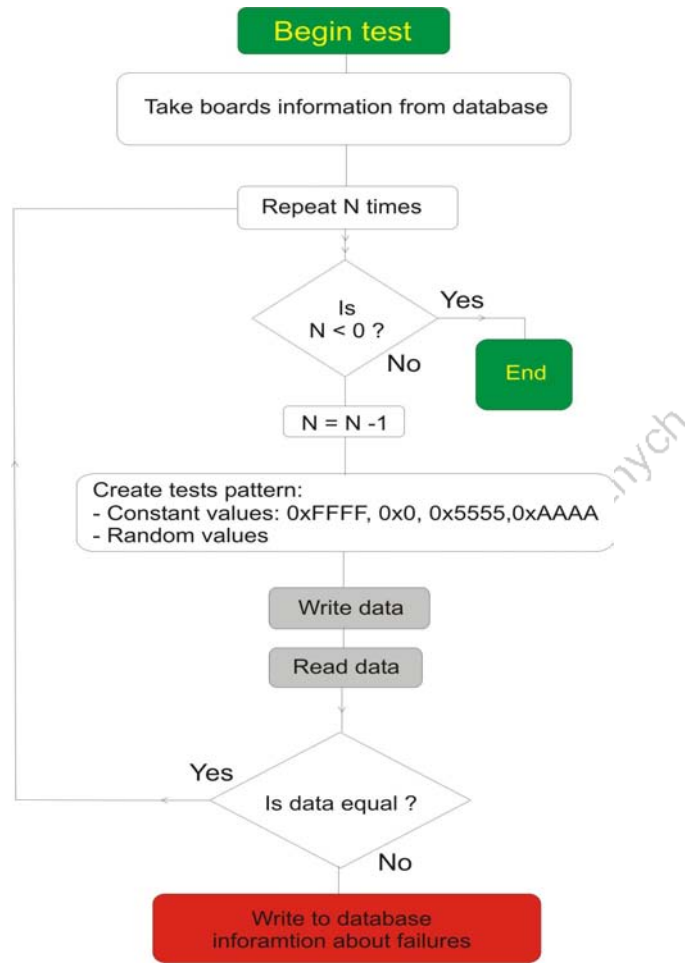 Begin test
Take boards information from database
Repeat N times
Is
N < 0 ?
Yes
No
End
N = N -1
Create tests pattern:
- Constant values: 0xFFFF, 0x0, 0x5555,0xAAAA
- Random values
Write data
Read data
Yes
Is data equal ?
No
Write to database
inforamtion about failures